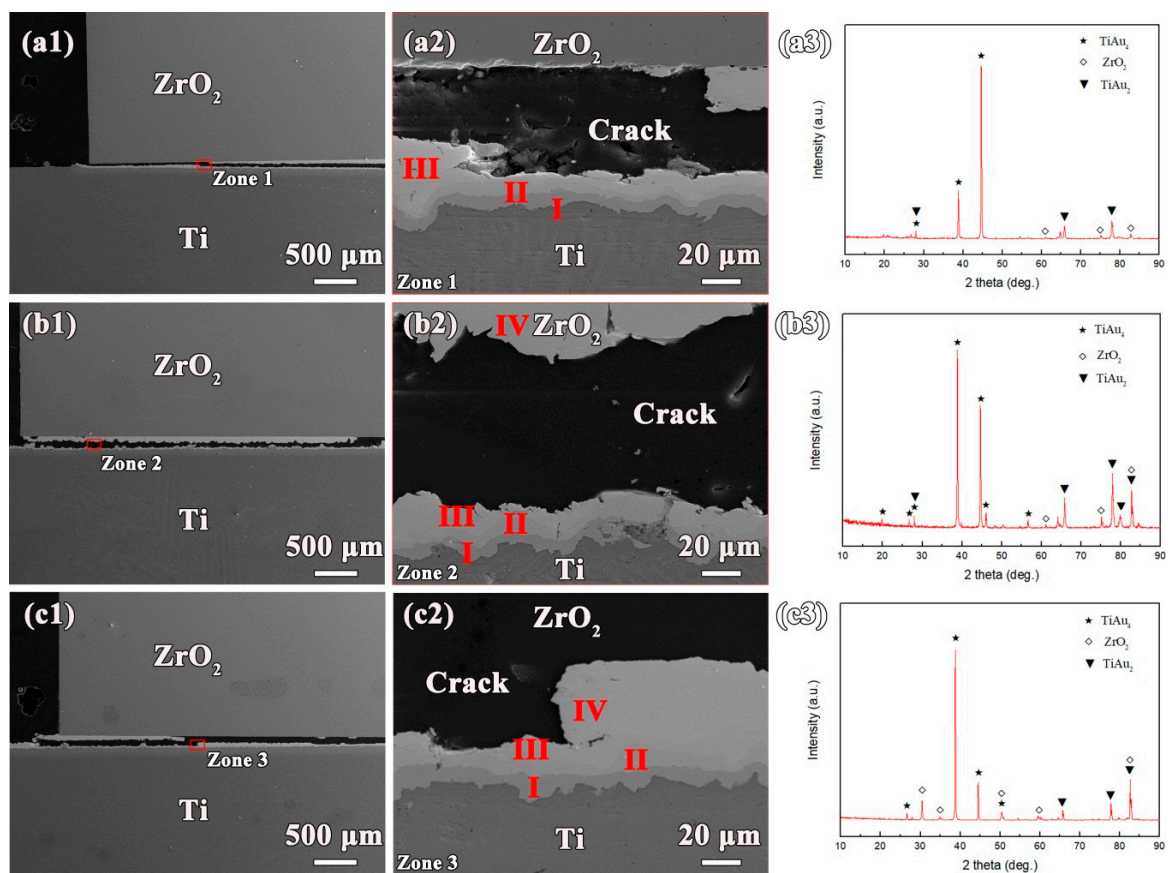 (a1)
ZrO2
Zone 1
Ti
500 μm
(a2)
ZrO2
Crack
III
II
I
Ti
20 μm
Zone 1
(a3)
Intensity (a.u.)
★ TiAu4
◇ ZrO2
▼ TiAu2
10 20 30 40 50 60 70 80 90
2 theta (deg.)
(b1)
ZrO2
Zone 2
Ti
500 μm
(b2)
IV ZrO2
Crack
III
II
I
Ti
20 μm
Zone 2
(b3)
Intensity (a.u.)
★ TiAu4
◇ ZrO2
▼ TiAu2
10 20 30 40 50 60 70 80 90
2 theta (deg.)
(c1)
ZrO2
Zone 3
Ti
500 μm
(c2)
ZrO2
Crack
IV
III
II
I
Ti
20 μm
Zone 3
(c3)
Intensity (a.u.)
★ TiAu4
◇ ZrO2
▼ TiAu2
10 20 30 40 50 60 70 80 90
2 theta (deg.)